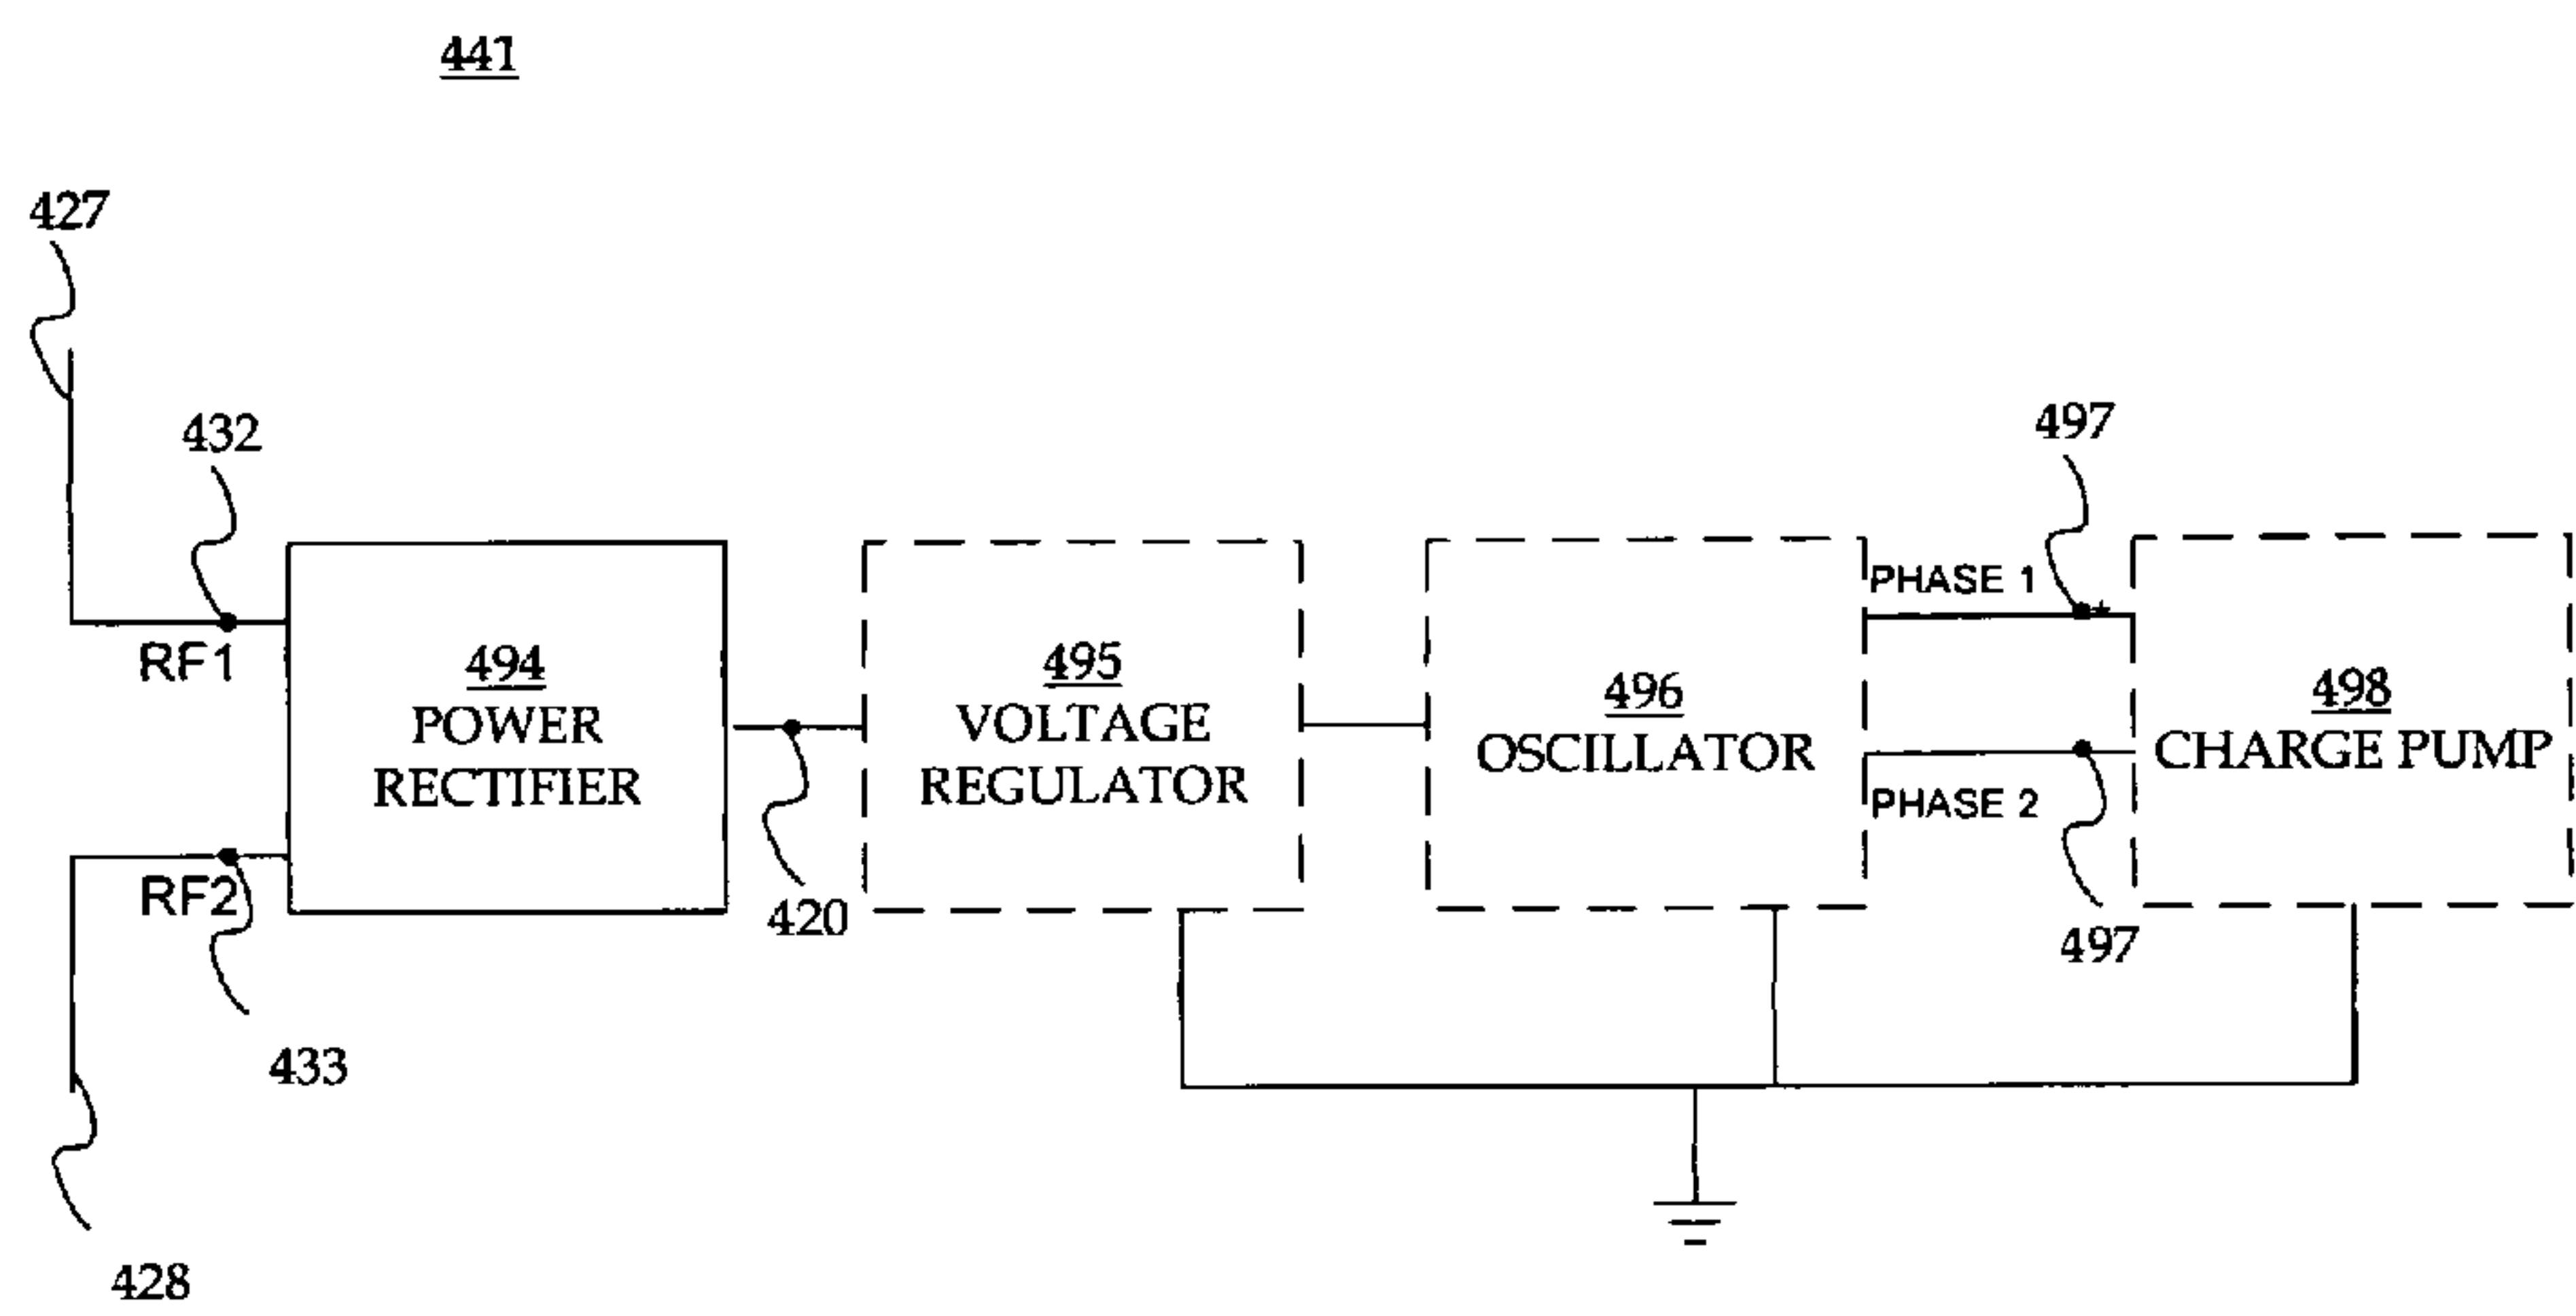 441
427
432
497
PHASE 1
RF1
494
POWER
RECTIFIER
495
VOLTAGE
REGULATOR
496
OSCILLATOR
498
CHARGE PUMP
PHASE 2
RF2
420
497
433
428